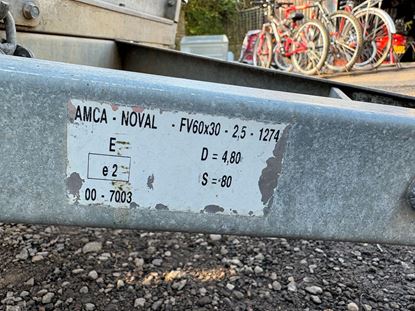 AMCA - NOVAL - FV60x30 - 2,5 - 1274
E
D = 4,80
e 2
S = 80
00 - 7003